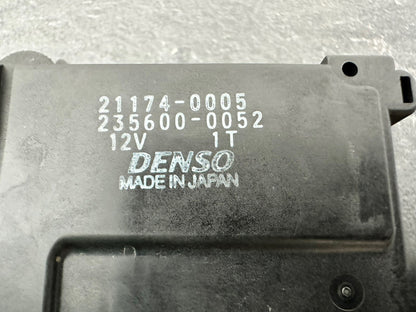 21174-0005
235600-0052
12V 1T
DENSO
MADE IN JAPAN